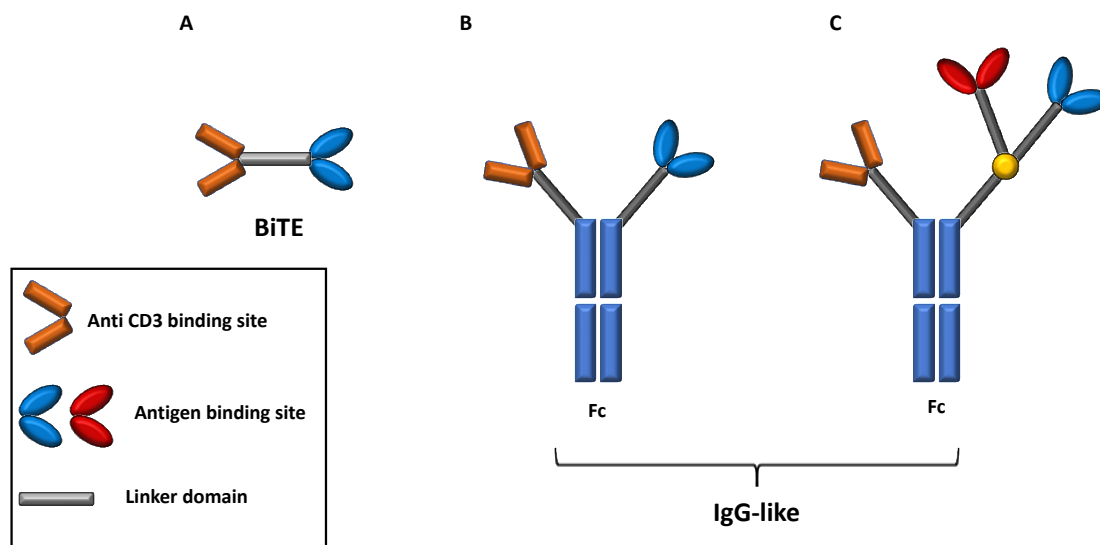 A
B
C
BiTE
Anti CD3 binding site
Antigen binding site
Linker domain
Fc
Fc
IgG-like